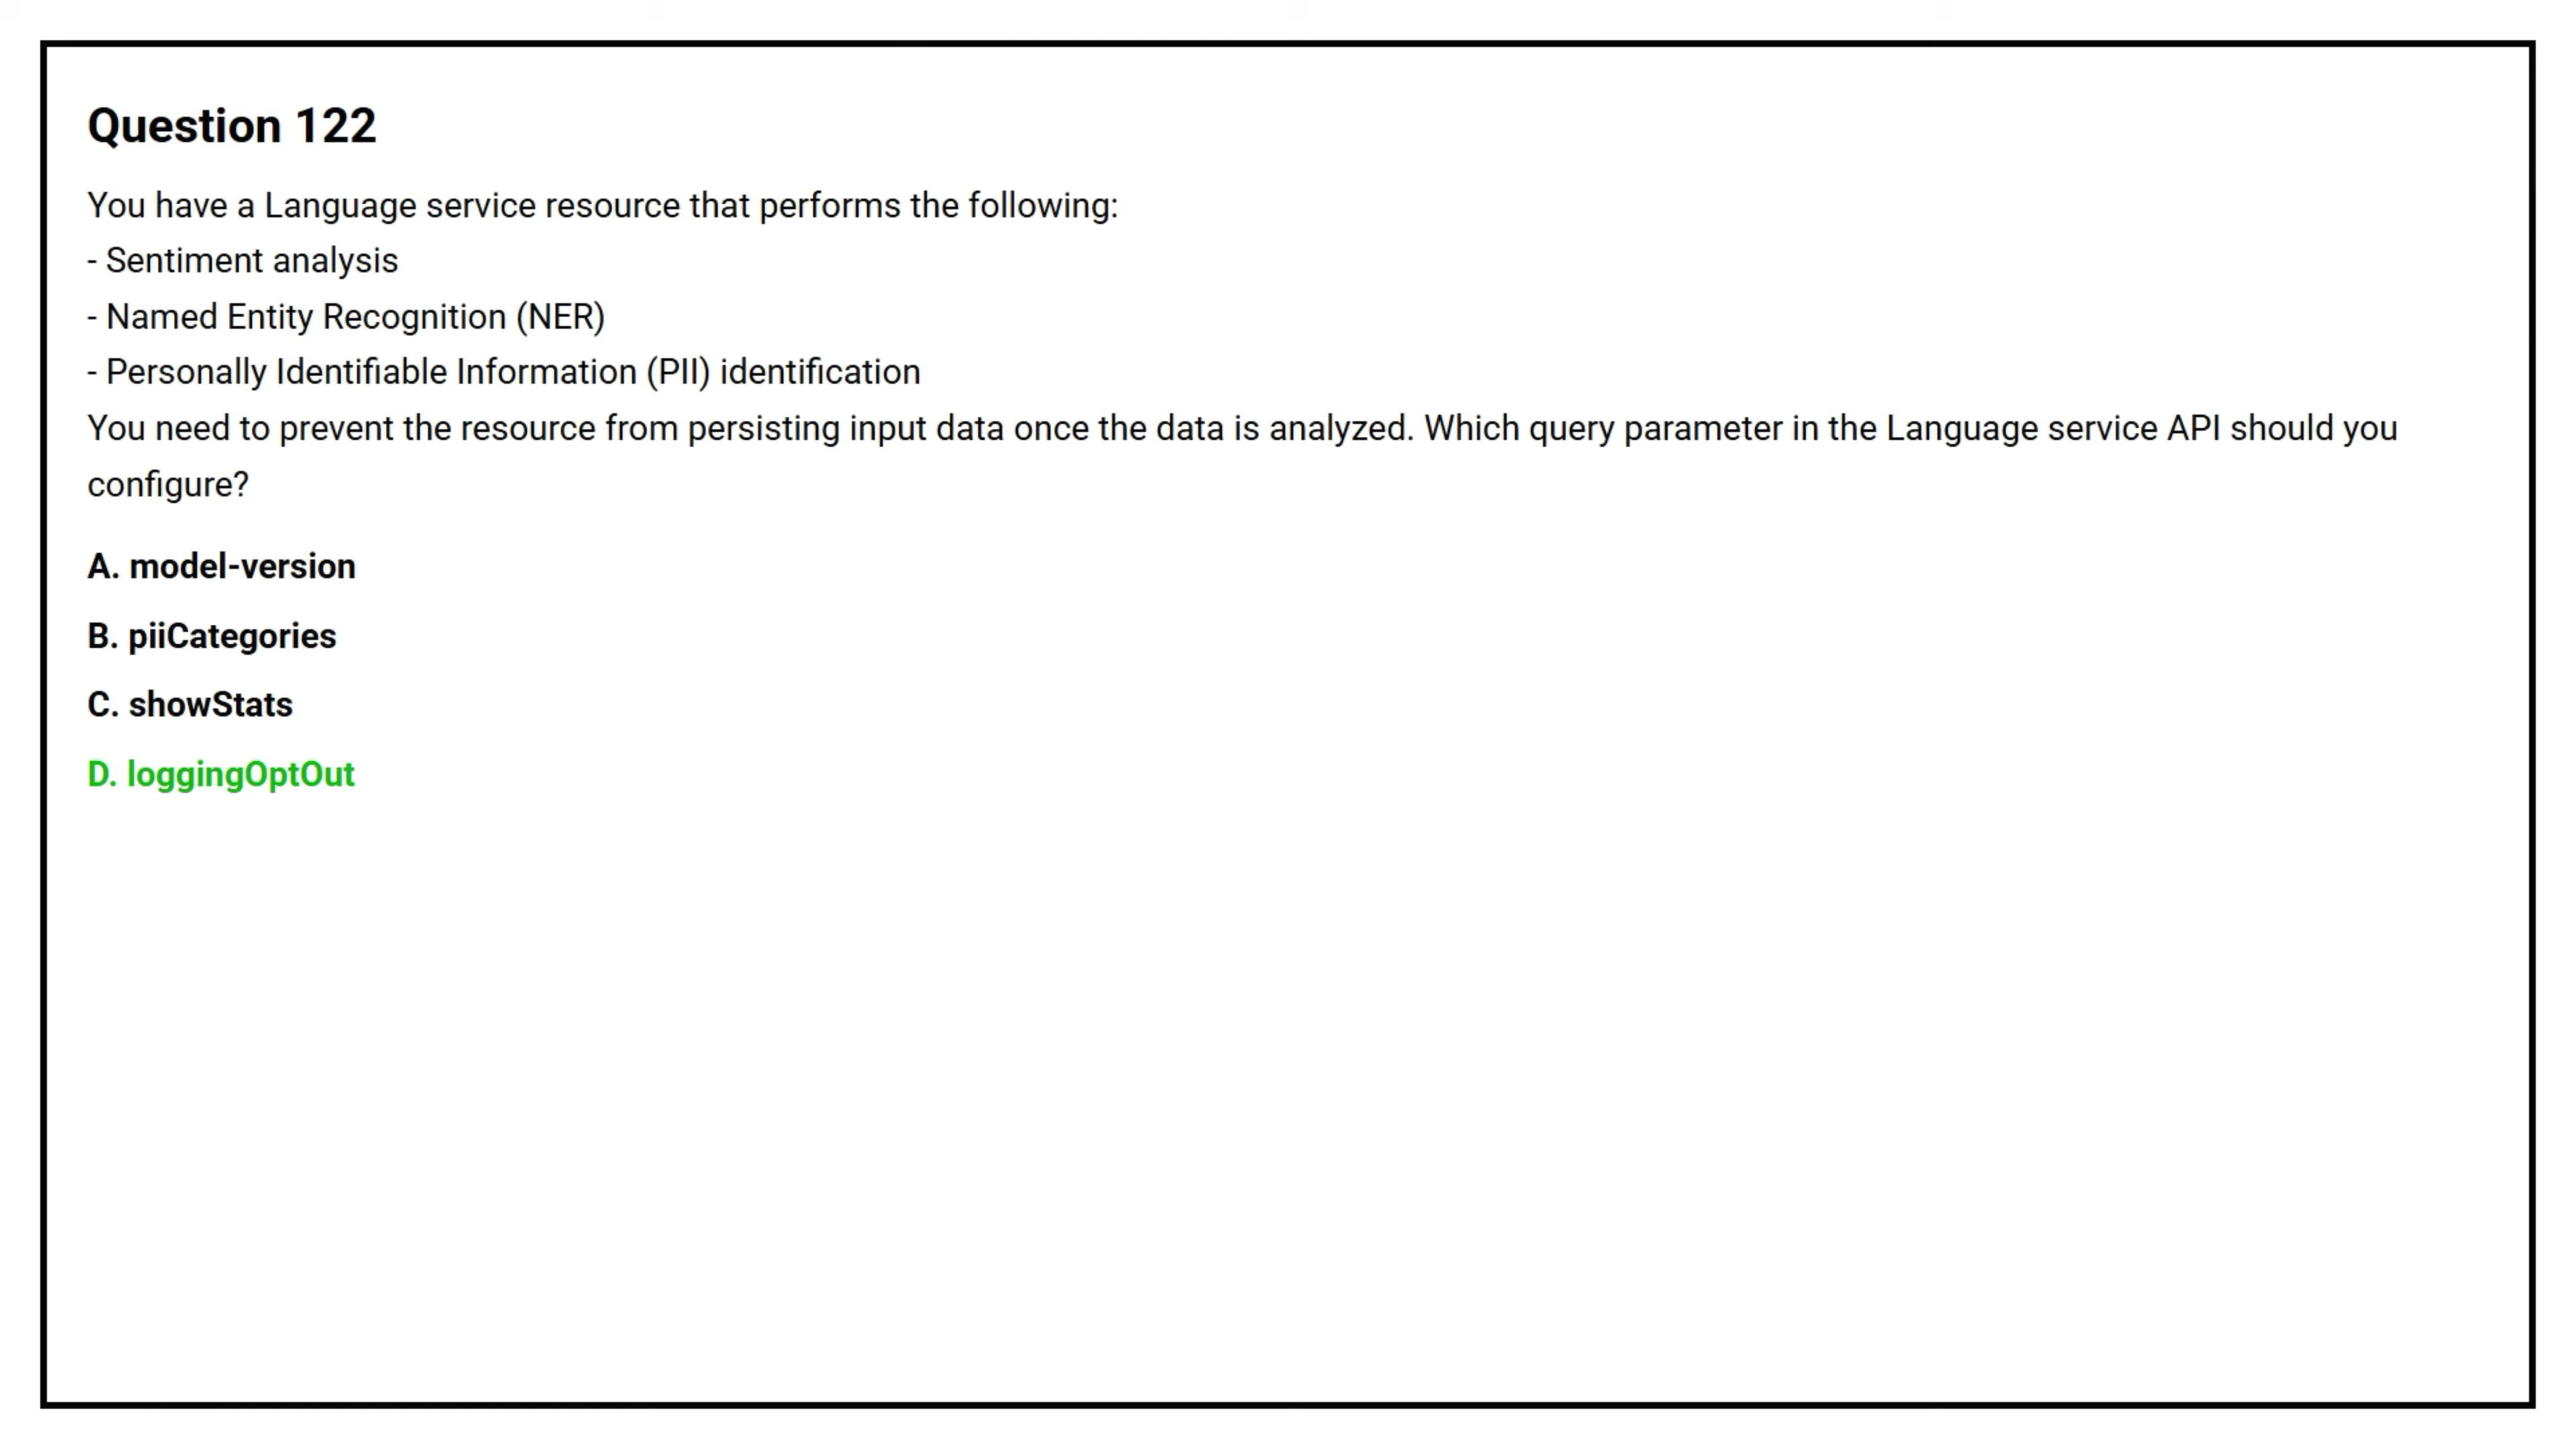 Question 122
You have a Language service resource that performs the following:
- Sentiment analysis
- Named Entity Recognition (NER)
- Personally Identifiable Information (PII) identification
You need to prevent the resource from persisting input data once the data is analyzed. Which query parameter in the Language service API should you
configure?
A. model-version
B. piiCategories
C. showStats
D. loggingOptOut